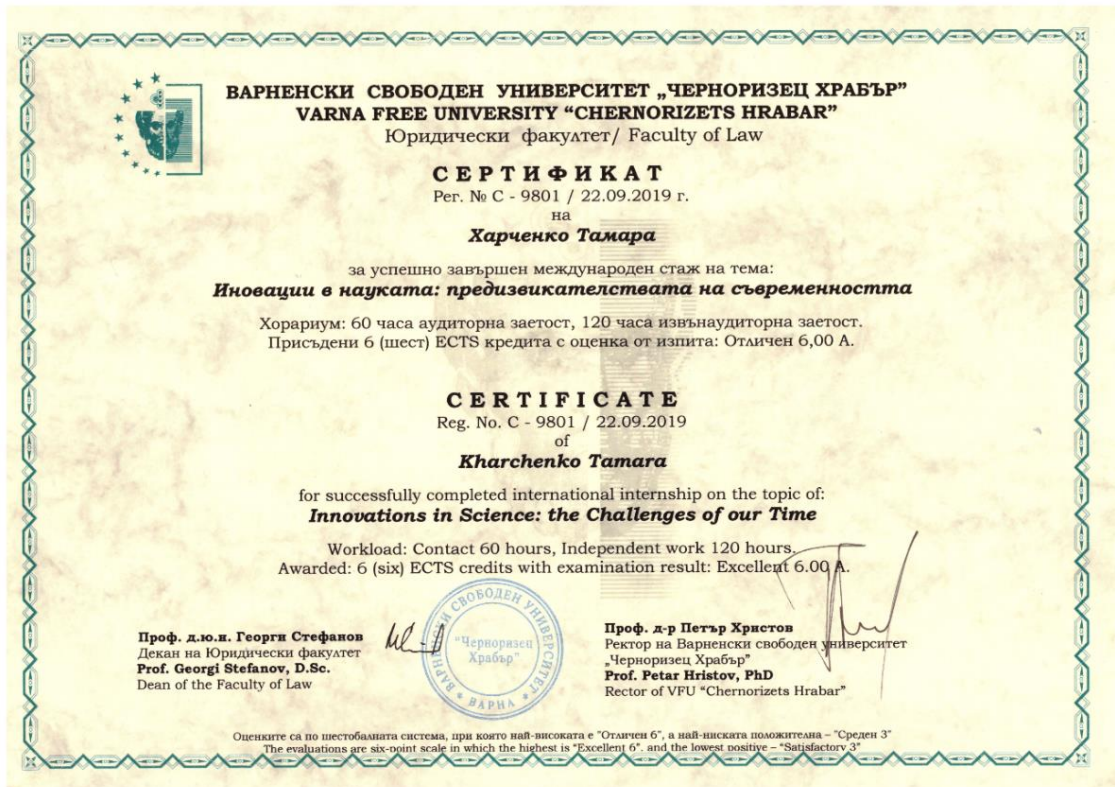 ВАРНЕНСКИ СВОБОДЕН УНИВЕРСИТЕТ „ЧЕРНОРИЗЕЦ ХРАБЪР”
VARNA FREE UNIVERSITY “CHERNORIZETS HRABAR”
Юридически факултет/ Faculty of Law
СЕРТИФИКАТ
Рег. № С - 9801 / 22.09.2019 г.
на
Харченко Тамара
за успешно завършен международен стаж на тема:
Иновации в науката: предизвикателствата на съвременността
Хорариум: 60 часа аудиторна заетост, 120 часа извънаудиторна заетост.
Присъдени 6 (шест) ECTS кредита с оценка от изпита: Отличен 6,00 А.
CERTIFICATE
Reg. No. C - 9801 / 22.09.2019
of
Kharchenko Tamara
for successfully completed international internship on the topic of:
Innovations in Science: the Challenges of our Time
Workload: Contact 60 hours, Independent work 120 hours.
Awarded: 6 (six) ECTS credits with examination result: Excellent 6.00 A.
Проф. д.ю.н. Георги Стефанов
Декан на Юридически факултет
Prof. Georgi Stefanov, D.Sc.
Dean of the Faculty of Law
ВАРНЕНСКИ СВОБОДЕН УНИВЕРСИТЕТ
"Черноризец
Храбър"
ВАРНА
Проф. д-р Петър Христов
Ректор на Варненски свободен университет
„Черноризец Храбър”
Prof. Petar Hristov, PhD
Rector of VFU “Chernorizets Hrabar”
Оценките са по шестобалната система, при която най-високата е "Отличен 6", а най-ниската положителна – "Среден 3"
The evaluations are six-point scale in which the highest is “Excellent 6”. and the lowest positive – “Satisfactory 3”